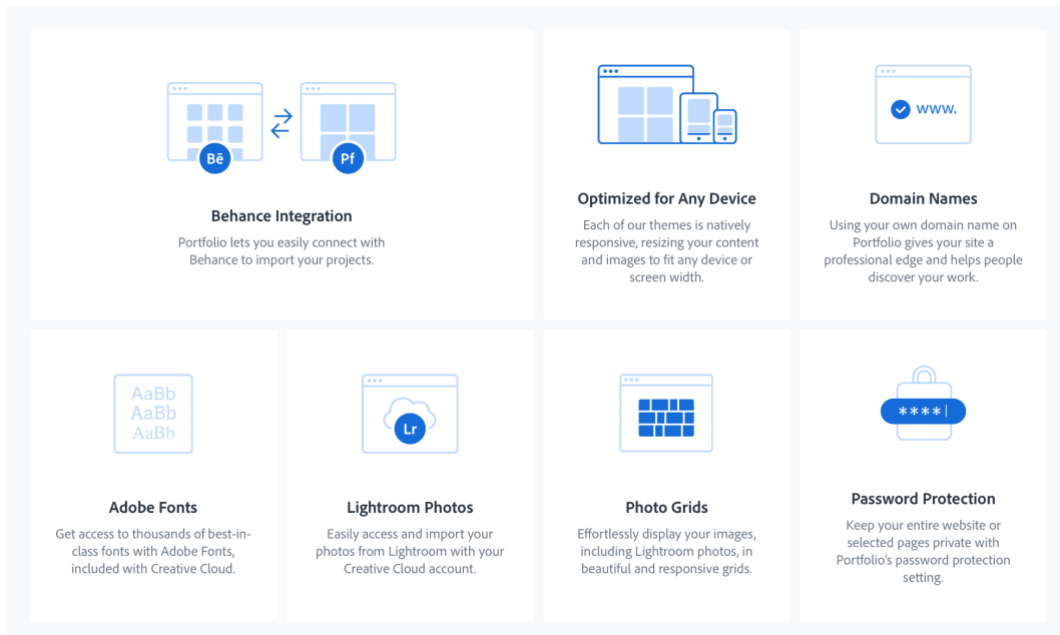 Bē
Pf
Behance Integration
Portfolio lets you easily connect with
Behance to import your projects.
Optimized for Any Device
Each of our themes is natively
responsive, resizing your content
and images to fit any device or
screen width.
www.
Domain Names
Using your own domain name on
Portfolio gives your site a
professional edge and helps people
discover your work.
AaBb
AaBb
AaBb
Adobe Fonts
Get access to thousands of best-in-
class fonts with Adobe Fonts,
included with Creative Cloud.
Lr
Lightroom Photos
Easily access and import your
photos from Lightroom with your
Creative Cloud account.
Photo Grids
Effortlessly display your images,
including Lightroom photos, in
beautiful and responsive grids.
****|
Password Protection
Keep your entire website or
selected pages private with
Portfolio's password protection
setting.